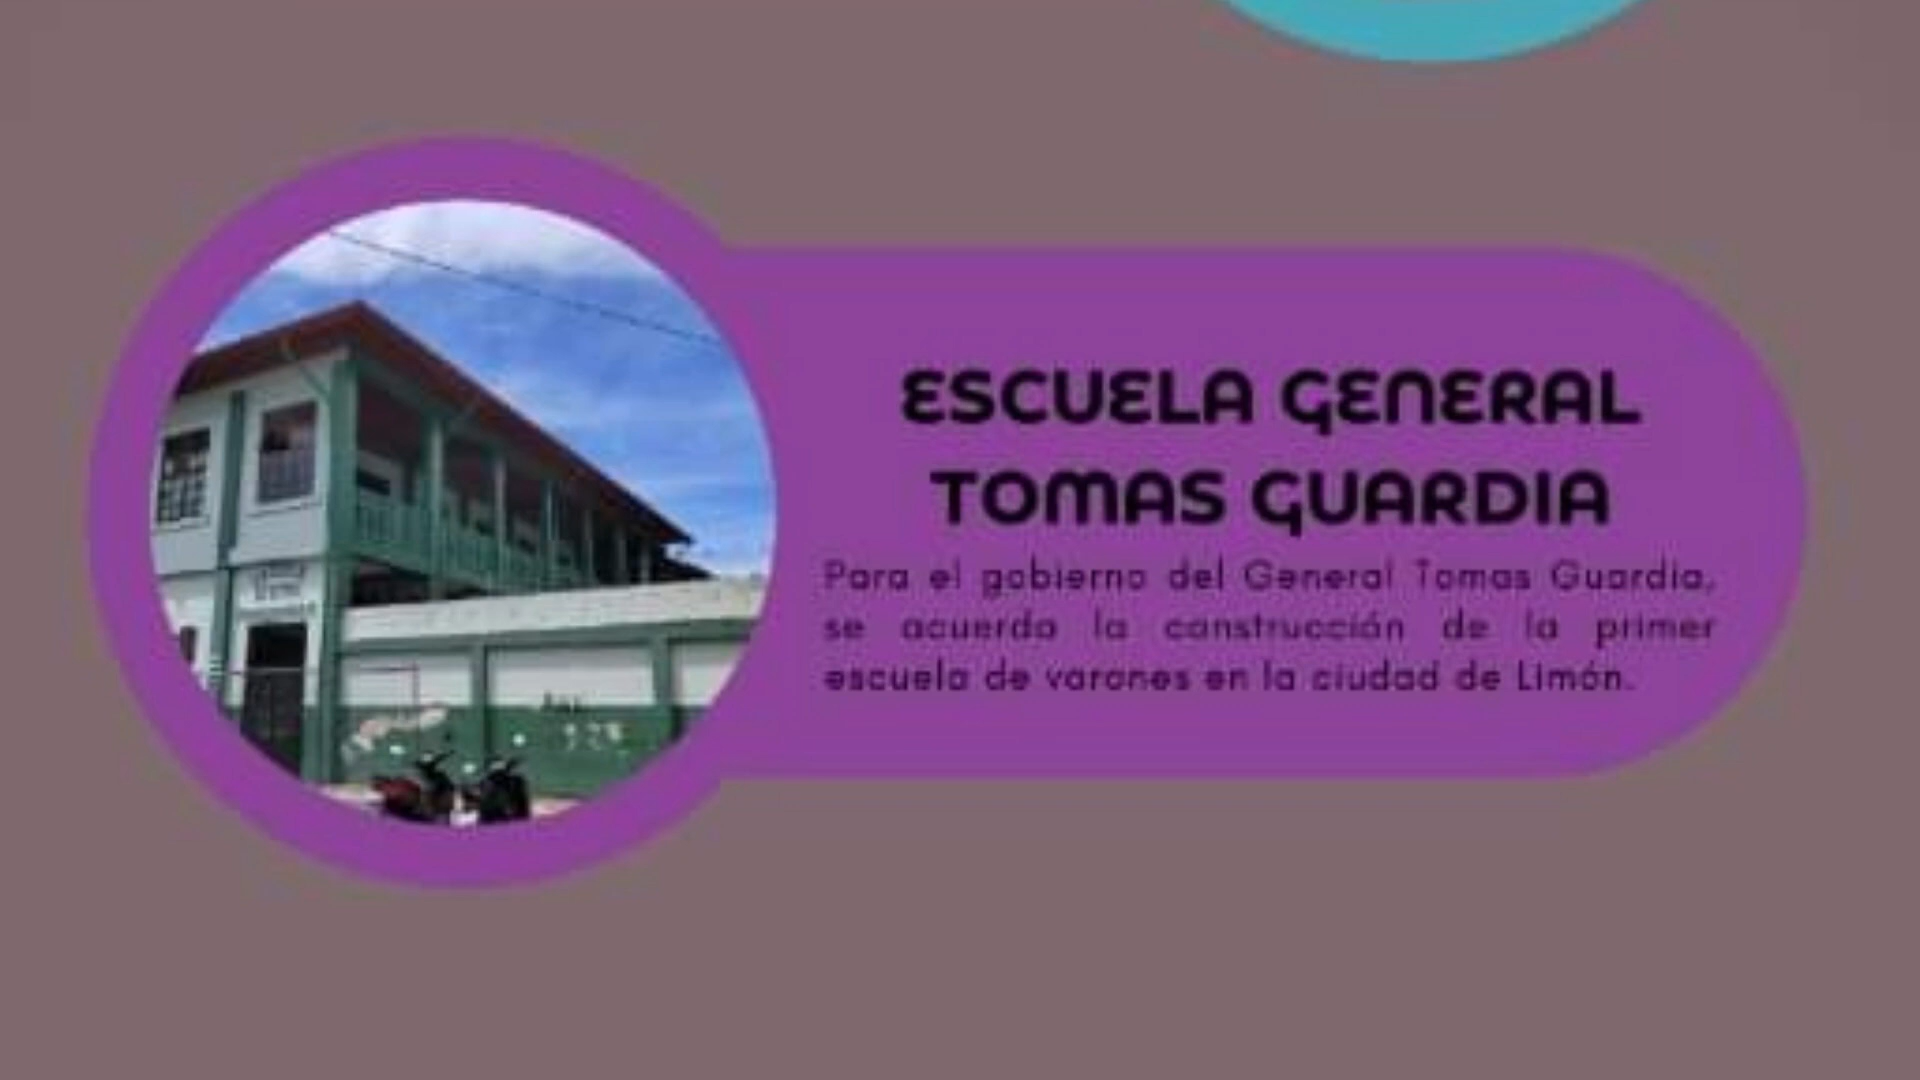 ESCUELA GENERAL
TOMAS GUARDIA
Para el gobierno del General Tomas Guardia,
se acuerda la construcción de la primer
escuela de varones en la ciudad de Limón.